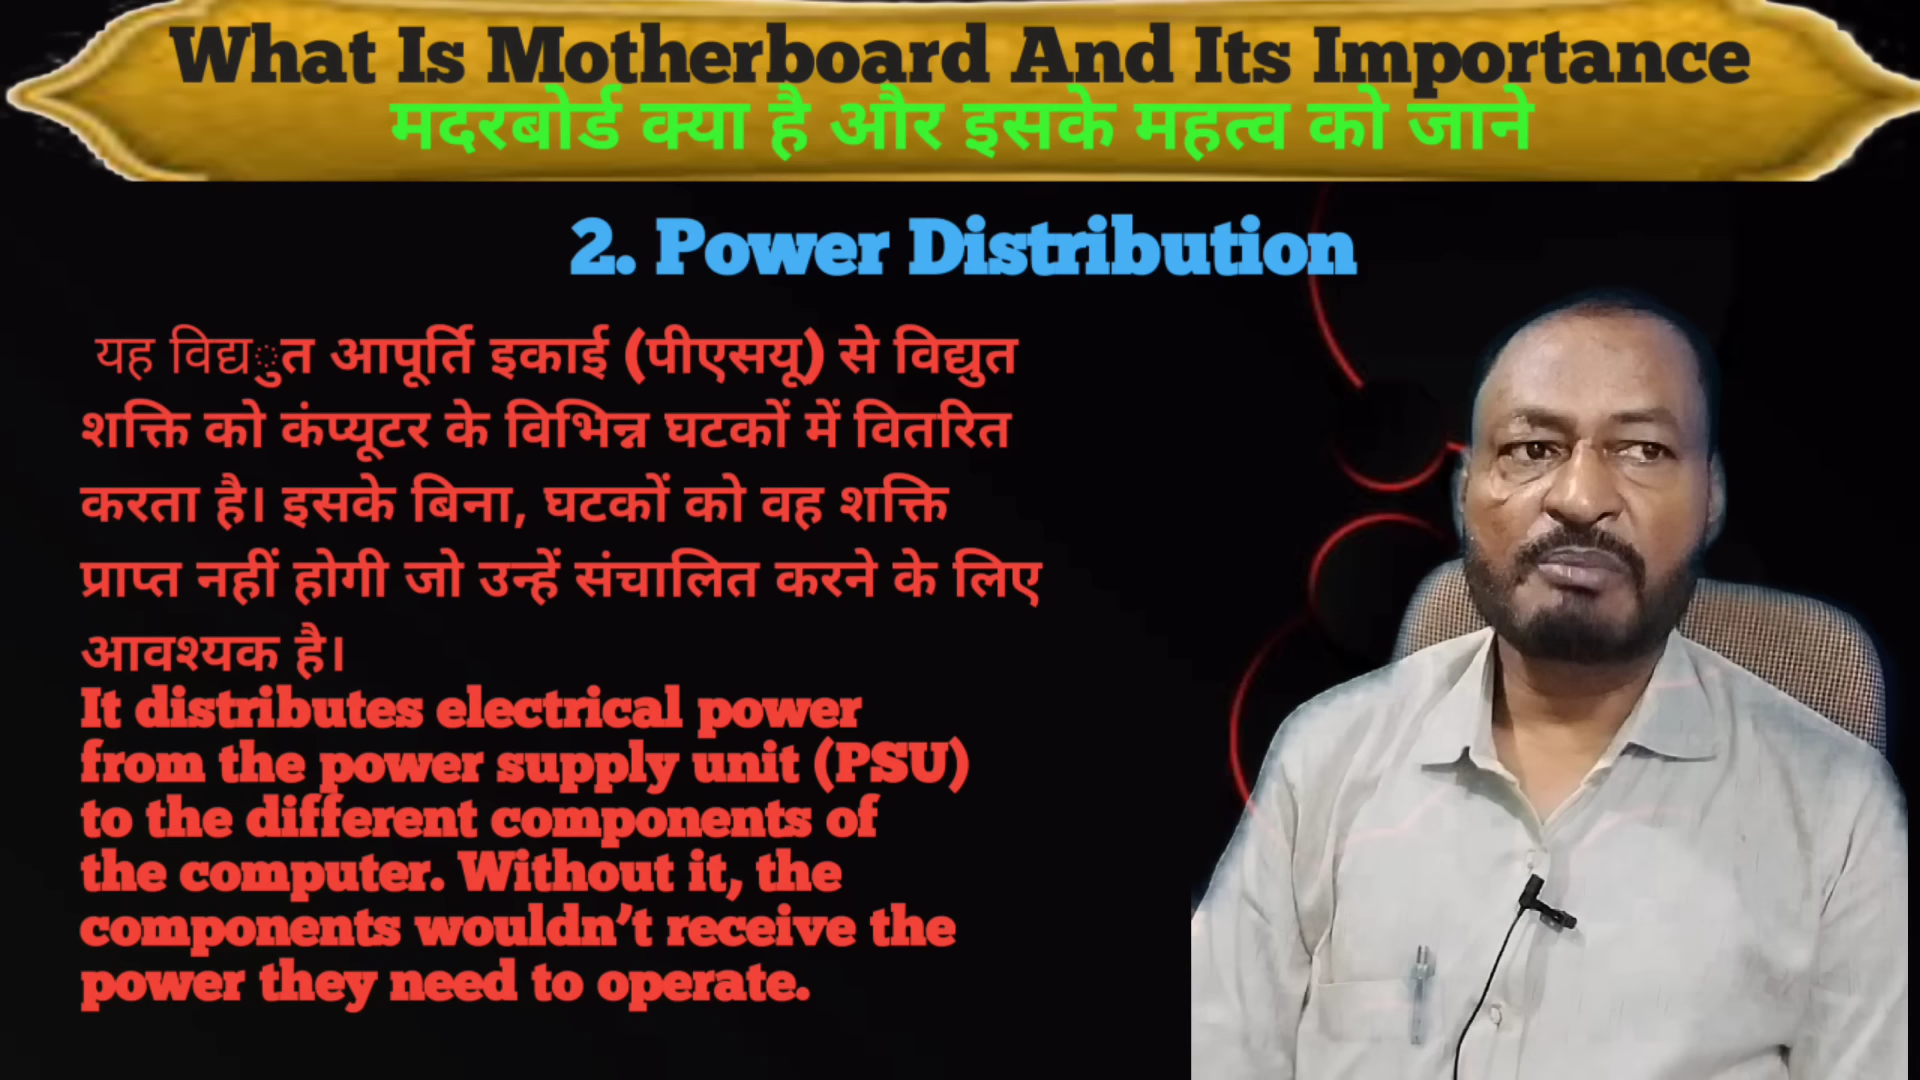 What Is Motherboard And Its Importance
मदरबोर्ड क्या है और इसके महत्व को जाने
2. Power Distribution
यह विद्य◌ुत आपूर्ति इकाई (पीएसयू) से विद्युत
शक्ति को कंप्यूटर के विभिन्न घटकों में वितरित
करता है। इसके बिना, घटकों को वह शक्ति
प्राप्त नहीं होगी जो उन्हें संचालित करने के लिए
आवश्यक है।
It distributes electrical power
from the power supply unit (PSU)
to the different components of
the computer. Without it, the
components wouldn’t receive the
power they need to operate.